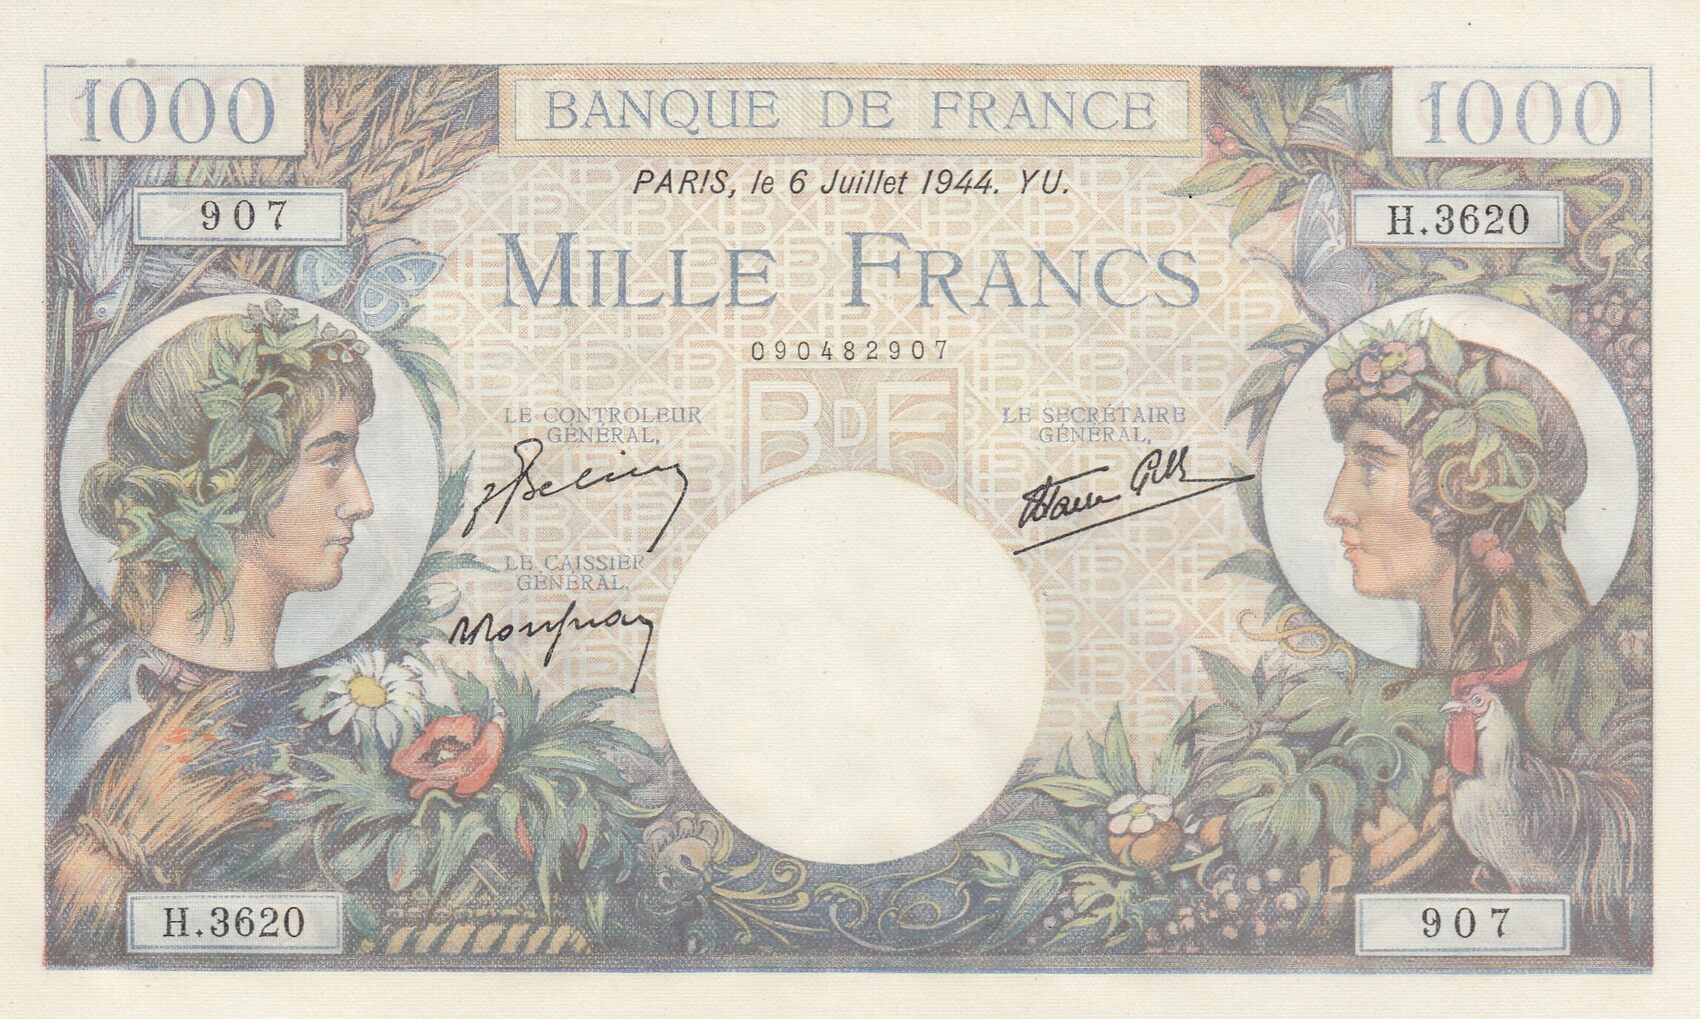 1000
BANQUE DE FRANCE
1000
PARIS, le 6 Juillet 1944. YU.
907
H.3620
MILLE FRANCS
090482907
BDF
LE CONTROLEUR
GÉNÉRAL,
LE SECRÉTAIRE
GÉNÉRAL,
LE CAISSIER
GÉNÉRAL,
H.3620
907